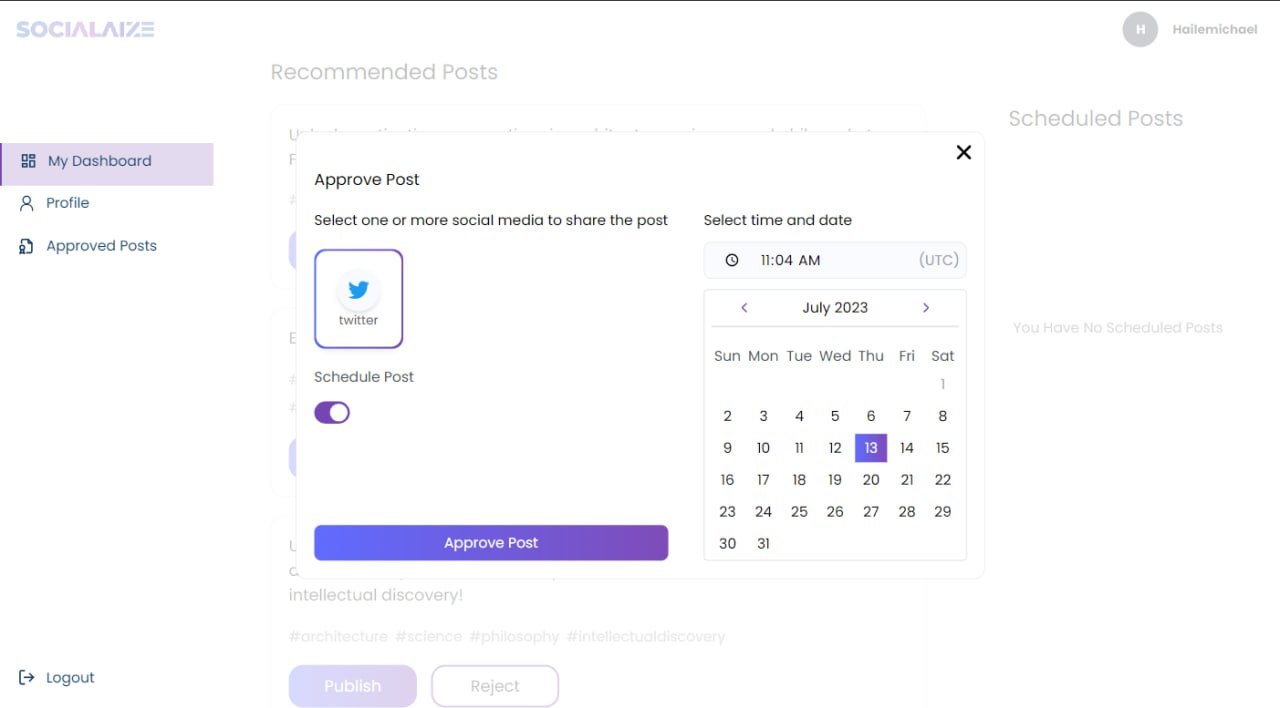 SOCIALAIZE
H
Hailemichael
Recommended Posts
Scheduled Posts
My Dashboard
Profile
Approved Posts
Approve Post
Select one or more social media to share the post
twitter
Schedule Post
Approve Post
Select time and date
11:04 AM (UTC)
July 2023
Sun Mon Tue Wed Thu Fri Sat
1
2 3 4 5 6 7 8
9 10 11 12 13 14 15
16 17 18 19 20 21 22
23 24 25 26 27 28 29
30 31
You Have No Scheduled Posts
intellectual discovery!
#architecture #science #philosophy #intellectualdiscovery
Publish
Reject
Logout